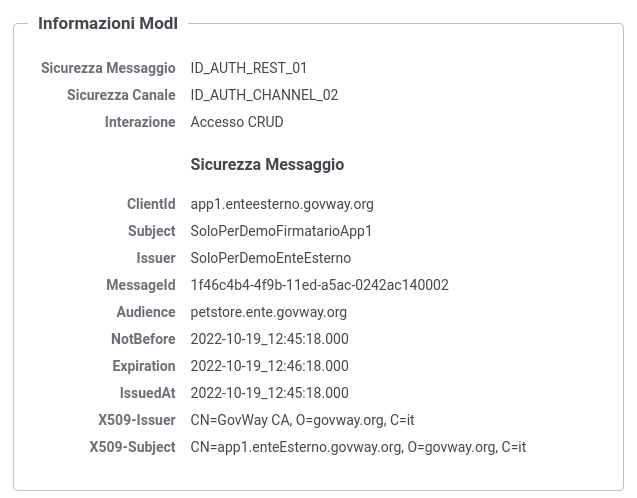 Informazioni ModI
Sicurezza Messaggio ID_AUTH_REST_01
Sicurezza Canale ID_AUTH_CHANNEL_02
Interazione Accesso CRUD
Sicurezza Messaggio
ClientId app1.enteesterno.govway.org
Subject SoloPerDemoFirmatarioApp1
Issuer SoloPerDemoEnteEsterno
MessageId 1f46c4b4-4f9b-11ed-a5ac-0242ac140002
Audience petstore.ente.govway.org
NotBefore 2022-10-19_12:45:18.000
Expiration 2022-10-19_12:46:18.000
IssuedAt 2022-10-19_12:45:18.000
X509-Issuer CN=GovWay CA, O=govway.org, C=it
X509-Subject CN=app1.enteEsterno.govway.org, O=govway.org, C=it